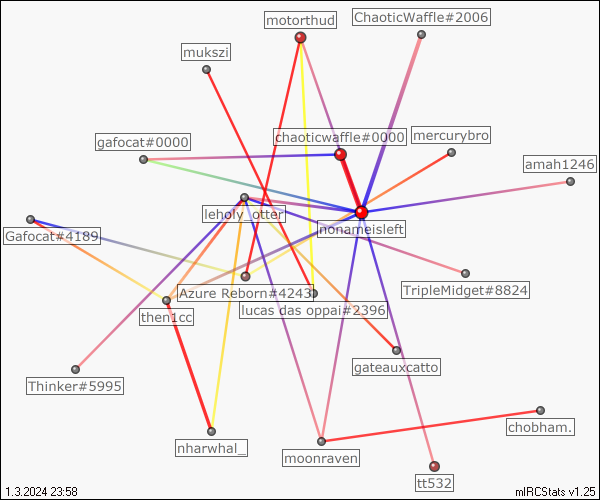 motorthud
ChaoticWaffle#2006
mukszi
chaoticwaffle#0000
mercurybro
gafocat#0000
amah1246
leholy_otter
nonameisleft
Gafocat#4189
Azure Reborn#4243
TripleMidget#8824
lucas das oppai#2396
then1cc
gateauxcatto
Thinker#5995
chobham.
nharwhal_
moonraven
tt532
1.3.2024 23:58
mIRCStats v1.25